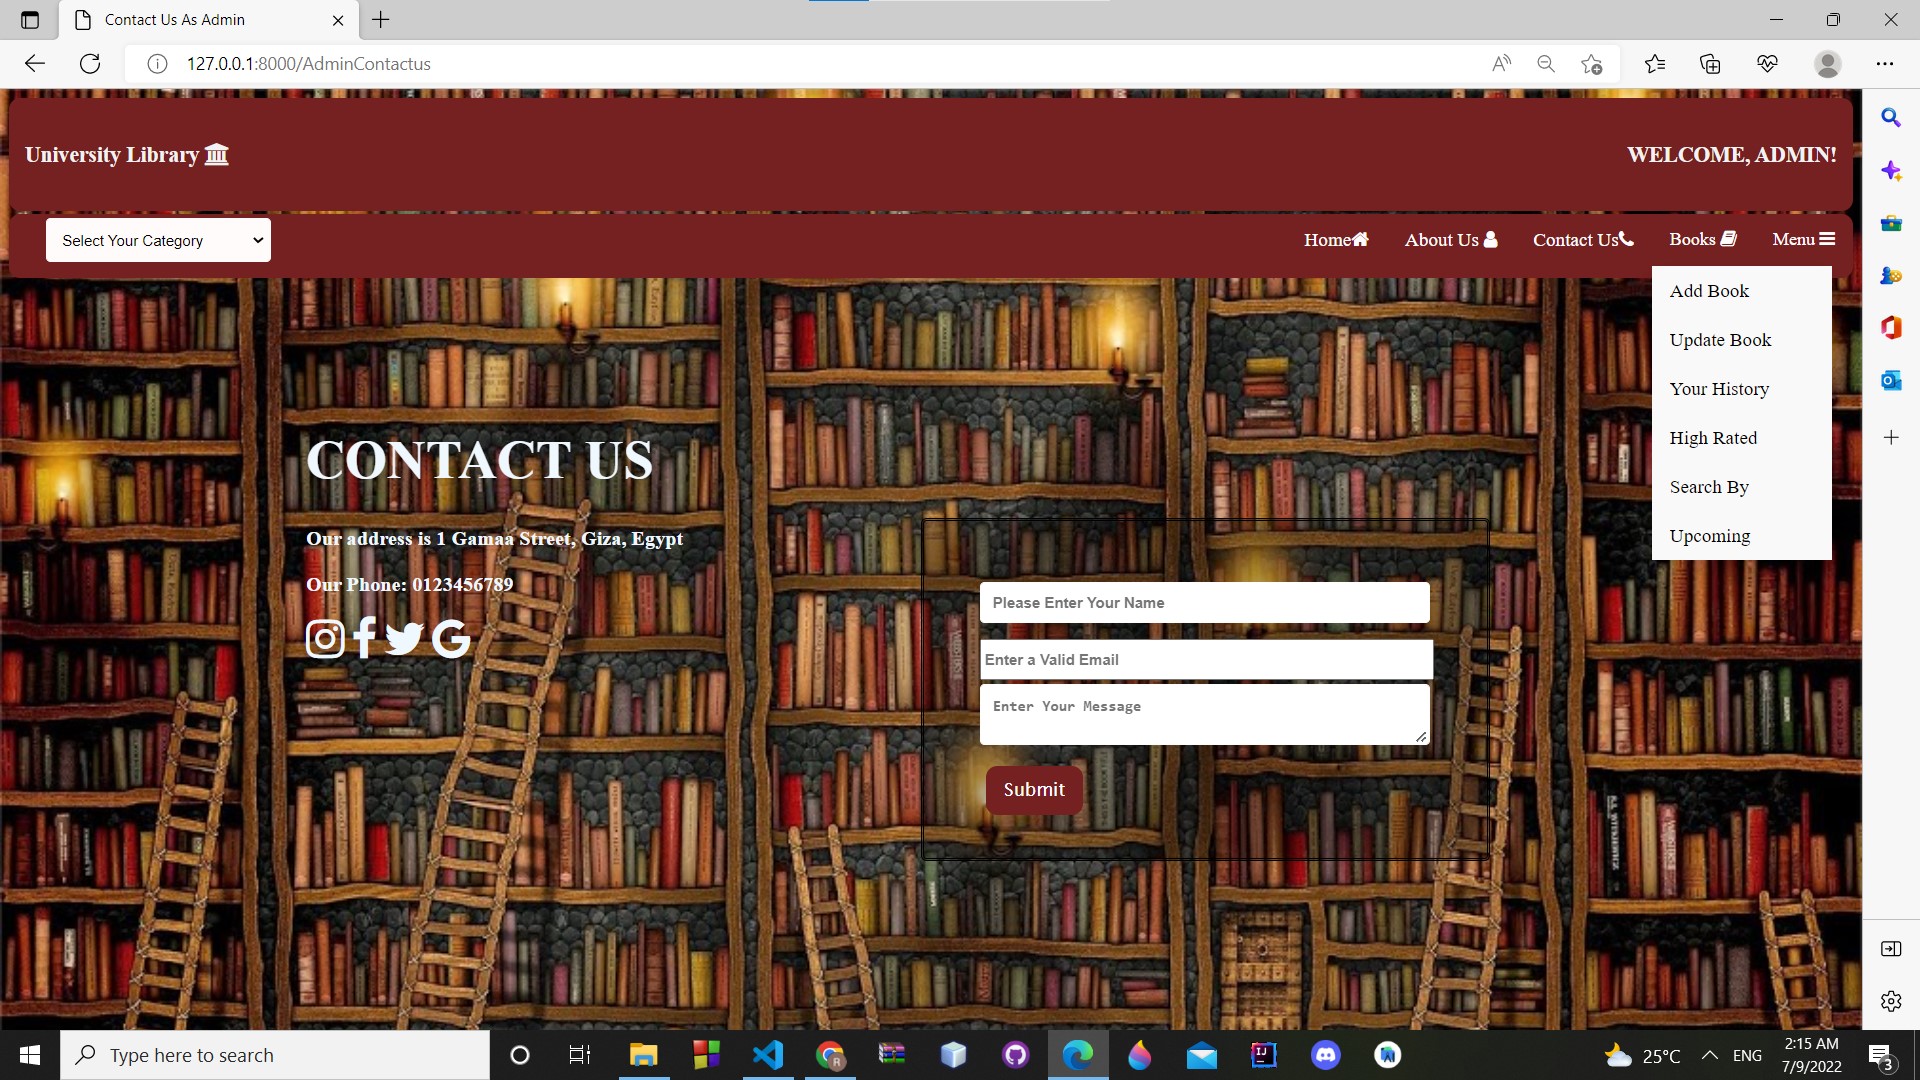 Contact Us As Admin
127.0.0.1:8000/AdminContactus
University Library
WELCOME, ADMIN!
Select Your Category
Home
About Us
Contact Us
Books
Menu
Add Book
Update Book
Your History
High Rated
Search By
Upcoming
CONTACT US
Our address is 1 Gamaa Street, Giza, Egypt
Our Phone: 0123456789
Please Enter Your Name
Enter a Valid Email
Enter Your Message
Submit
Type here to search
25°C
ENG
2:15 AM
7/9/2022
3